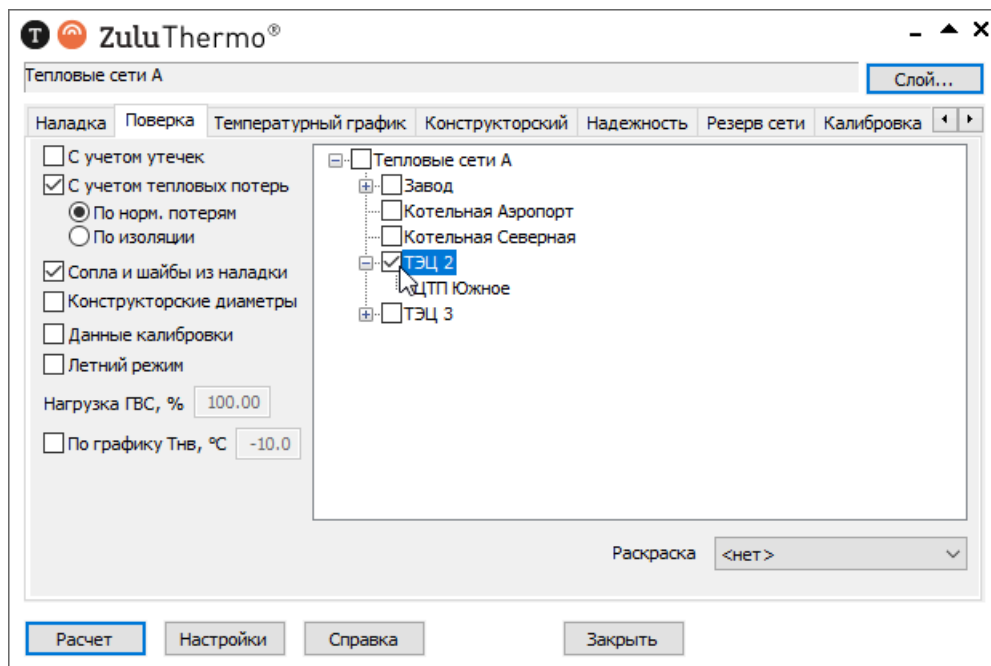 T ZuluThermo®
Тепловые сети А
Слой...
Наладка Поверка Температурный график Конструкторский Надежность Резерв сети Калибровка
С учетом утечек
С учетом тепловых потерь
По норм. потерям
По изоляции
Сопла и шайбы из наладки
Конструкторские диаметры
Данные калибровки
Летний режим
Нагрузка ГВС, % 100.00
По графику Тнв, °C -10.0
Тепловые сети А
Завод
Котельная Аэропорт
Котельная Северная
ТЭЦ 2
ЦТП Южное
ТЭЦ 3
Раскраска <нет>
Расчет Настройки Справка Закрыть